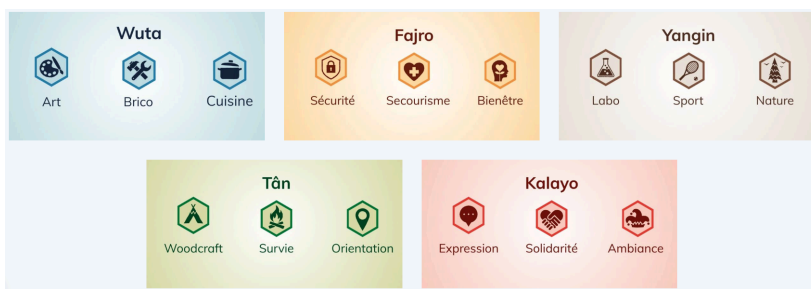 Wuta
Art Brico Cuisine
Fajro
Sécurité Secourisme Bienêtre
Yangin
Labo Sport Nature
Tân
Woodcraft Survie Orientation
Kalayo
Expression Solidarité Ambiance